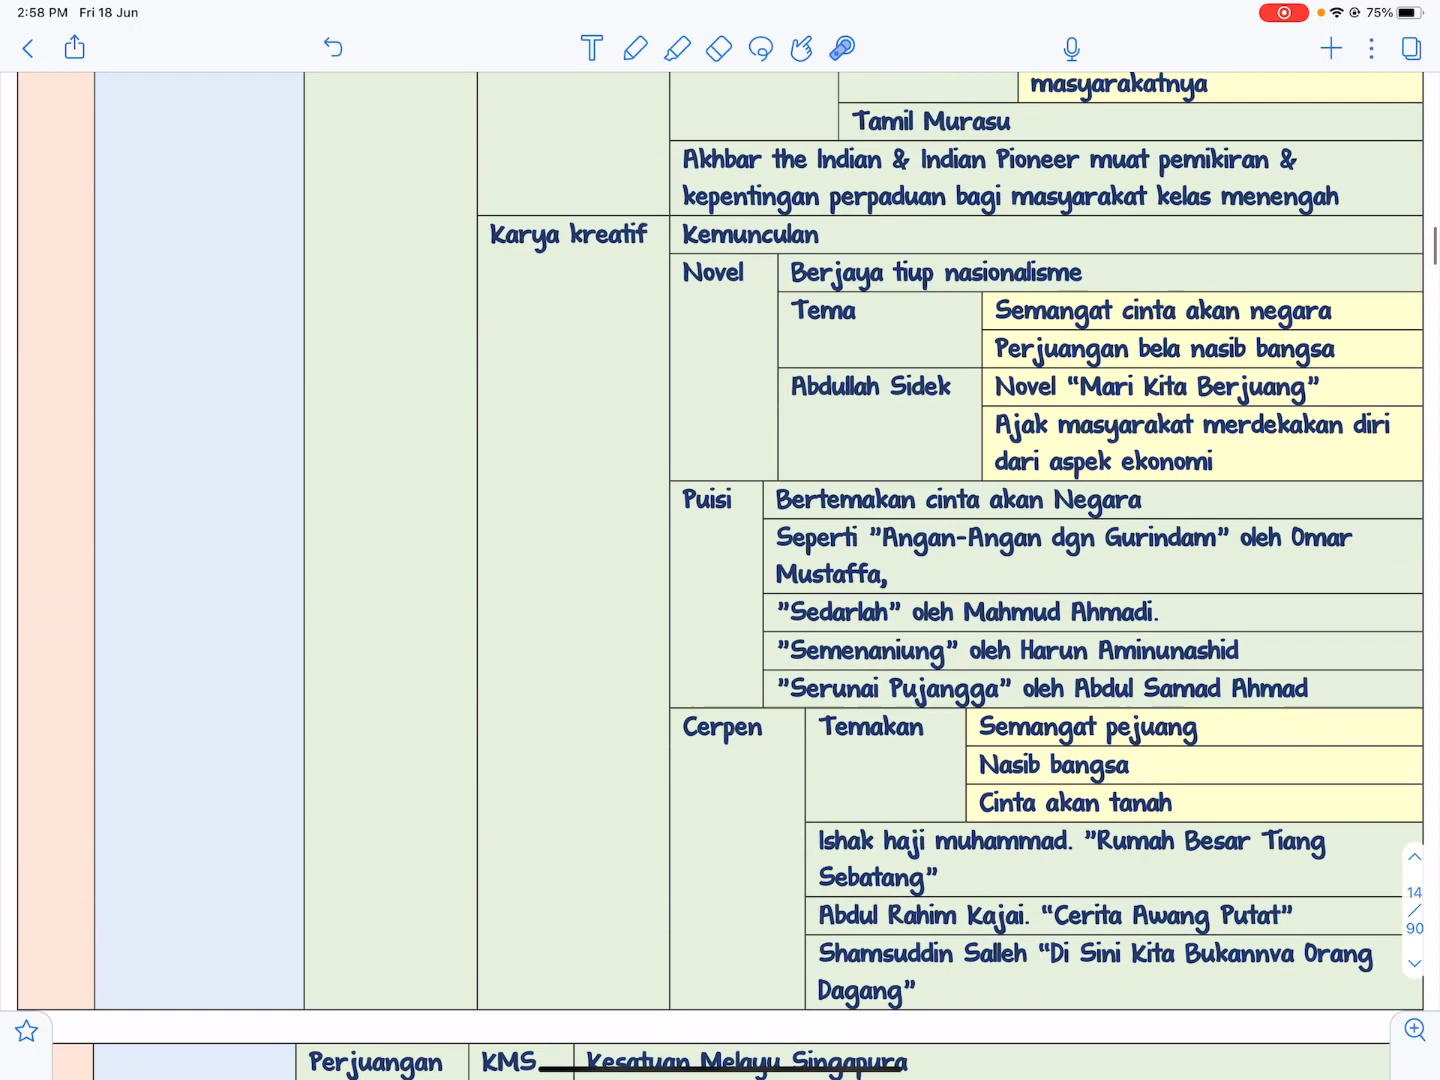 2:58 PM Fri 18 Jun
75%
masyarakatnya
Tamil Murasu
Akhbar the Indian & Indian Pioneer muat pemikiran &
kepentingan perpaduan bagi masyarakat kelas menengah
Karya kreatif
Kemunculan
Novel
Berjaya tiup nasionalisme
Tema
Semangat cinta akan negara
Perjuangan bela nasib bangsa
Abdullah Sidek
Novel “Mari Kita Berjuang”
Ajak masyarakat merdekakan diri
dari aspek ekonomi
Puisi
Bertemakan cinta akan Negara
Seperti ”Angan-Angan dgn Gurindam” oleh Omar
Mustaffa,
”Sedarlah” oleh Mahmud Ahmadi.
”Semenaniung” oleh Harun Aminunashid
”Serunai Pujangga” oleh Abdul Samad Ahmad
Cerpen
Temakan
Semangat pejuang
Nasib bangsa
Cinta akan tanah
Ishak haji muhammad. ”Rumah Besar Tiang
Sebatang”
Abdul Rahim Kajai. “Cerita Awang Putat”
Shamsuddin Salleh “Di Sini Kita Bukannva Orang
Dagang”
14
/
90
Perjuangan
KMS
Kesatuan Melayu Singapura